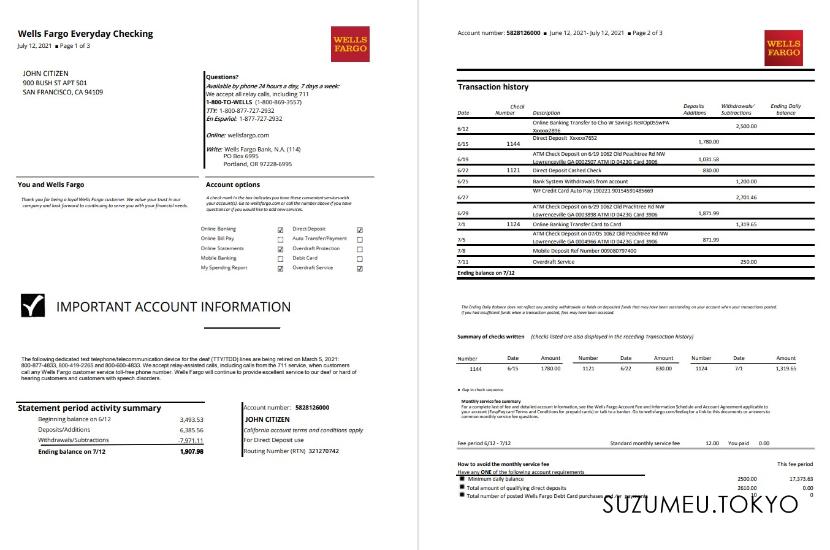 Wells Fargo Everyday Checking
July 12, 2021 ■ Page 1 of 3
WELLS
FARGO
JOHN CITIZEN
900 BUSH ST APT 501
SAN FRANCISCO, CA 94109
Questions?
Available by phone 24 hours a day, 7 days a week:
We accept all relay calls, including 711
1-800-TO-WELLS (1-800-869-3557)
TTY: 1-800-877-727-2932
En Español: 1-877-727-2932
Online: wellsfargo.com
Write: Wells Fargo Bank, N.A. (114)
PO Box 6995
Portland, OR 97228-6995
You and Wells Fargo
Thank you for being a loyal Wells Fargo customer. We value your trust in our
company and look forward to continuing to serve you with your financial needs.
Account options
A check mark in the box indicates you have these convenient services with
your account(s). Go to wellsfargo.com or call the number above if you have
questions or if you would like to add new services.
Online Banking ☑ Direct Deposit ☑
Online Bill Pay ☐ Auto Transfer/Payment ☐
Online Statements ☑ Overdraft Protection ☐
Mobile Banking ☐ Debit Card ☐
My Spending Report ☑ Overdraft Service ☑
IMPORTANT ACCOUNT INFORMATION
The following dedicated text telephone/telecommunication device for the deaf (TTY/TDD) lines are being retired on March 5, 2021:
800-877-4833, 800-419-2265 and 800-600-4833. We accept relay-assisted calls, including calls from the 711 service, when customers
call any Wells Fargo customer service toll-free phone number. Wells Fargo will continue to provide excellent service to our deaf or hard of
hearing customers and customers with speech disorders.
Statement period activity summary
Beginning balance on 6/12 3,493.53
Deposits/Additions 6,385.56
Withdrawals/Subtractions -7,971.11
Ending balance on 7/12 1,907.98
Account number: 5828126000
JOHN CITIZEN
California account terms and conditions apply
For Direct Deposit use
Routing Number (RTN) 321270742
Account number: 5828126000 ■ June 12, 2021- July 12, 2021 ■ Page 2 of 3
WELLS
FARGO
Transaction history
Date Check Number Description Deposits Additions Withdrawals/ Subtractions Ending Daily balance
6/12 Online Banking Transfer to Cho W Savings
Xxxxxx2896 2,500.00
6/15 1144 Direct Deposit Xxxxxx7652 1,780.00
6/19 ATM Check Deposit on 6/19 1062 Old Peachtree Rd NW
Lawrenceville GA 0002507 ATM ID 0423G Card 3906 1,031.58
6/22 1121 Direct Deposit Cashed Check 830.00
6/25 Bank System Withdrawals from account 1,200.00
6/27 WF Credit Card Auto Pay 190221 90154591485669 2,701.46
6/29 ATM Check Deposit on 6/29 Old Peachtree Rd NW
Lawrenceville GA 0003898 ATM ID 0423G Card 3906 1,871.99
7/1 1124 Online Banking Transfer Card to Card 1,319.65
7/5 ATM Check Deposit on 02/05 1062 Old Peachtree Rd NW
Lawrenceville GA 0004966 ATM ID 0423G Card 3906 871.99
7/8 Mobile Deposit Ref Number 009080797400
7/11 Overdraft Service 250.00
Ending balance on 7/12
The Ending Daily Balance does not reflect any pending withdrawals or holds on deposited funds that may have been outstanding on your account when your transactions posted.
If you had insufficient funds when a transaction posted, fees may have been assessed.
Summary of checks written (checks listed are also displayed in the receding Transaction history)
Number Date Amount Number Date Amount Number Date Amount
1144 6/15 1780.00 1121 6/22 830.00 1124 7/1 1,319.65
■ Gap in check sequence.
Monthly service fee summary
For a complete list of fee and detailed account information, see the Wells Fargo Account Fee and Information Schedule and Account Agreement applicable to
your account (EasyPay Card Terms and Conditions for prepaid cards) or talk to a banker. Go to wellsfargo.com/feefaq for a link to this documents or answers to
common monthly service fee questions.
Fee period 6/12 - 7/12 Standard monthly service fee 12.00 You paid 0.00
How to avoid the monthly service fee This fee period
Have any ONE of the following account requirements
■ Minimum daily balance 2500.00 17,373.63
■ Total amount of qualifying direct deposits 2610.00 0.00
■ Total number of posted Wells Fargo Debit Card purchases 10 0
SUZUMEU.TOKYO